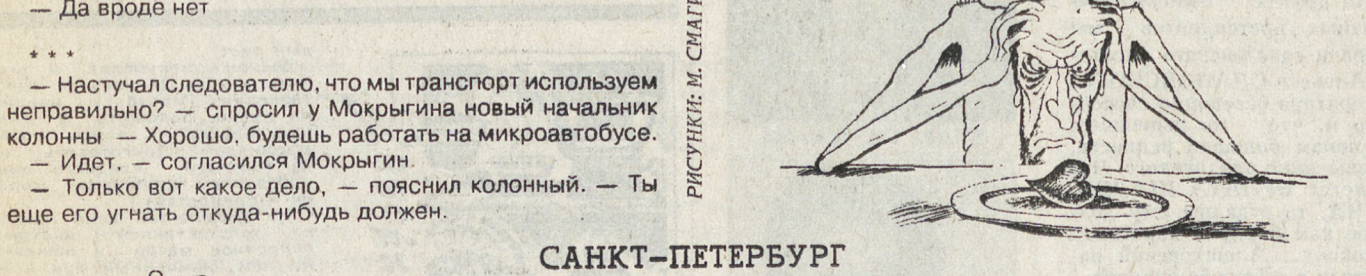 — Да вроде нет
* * *
— Настучал следователю, что мы транспорт используем
неправильно? — спросил у Мокрыгина новый начальник
колонны — Хорошо, будешь работать на микроавтобусе.
— Идет, — согласился Мокрыгин.
— Только вот какое дело, — пояснил колонный. — Ты
еще его угнать откуда-нибудь должен.
РИСУНКИ: М.
САНКТ-ПЕТЕРБУРГ